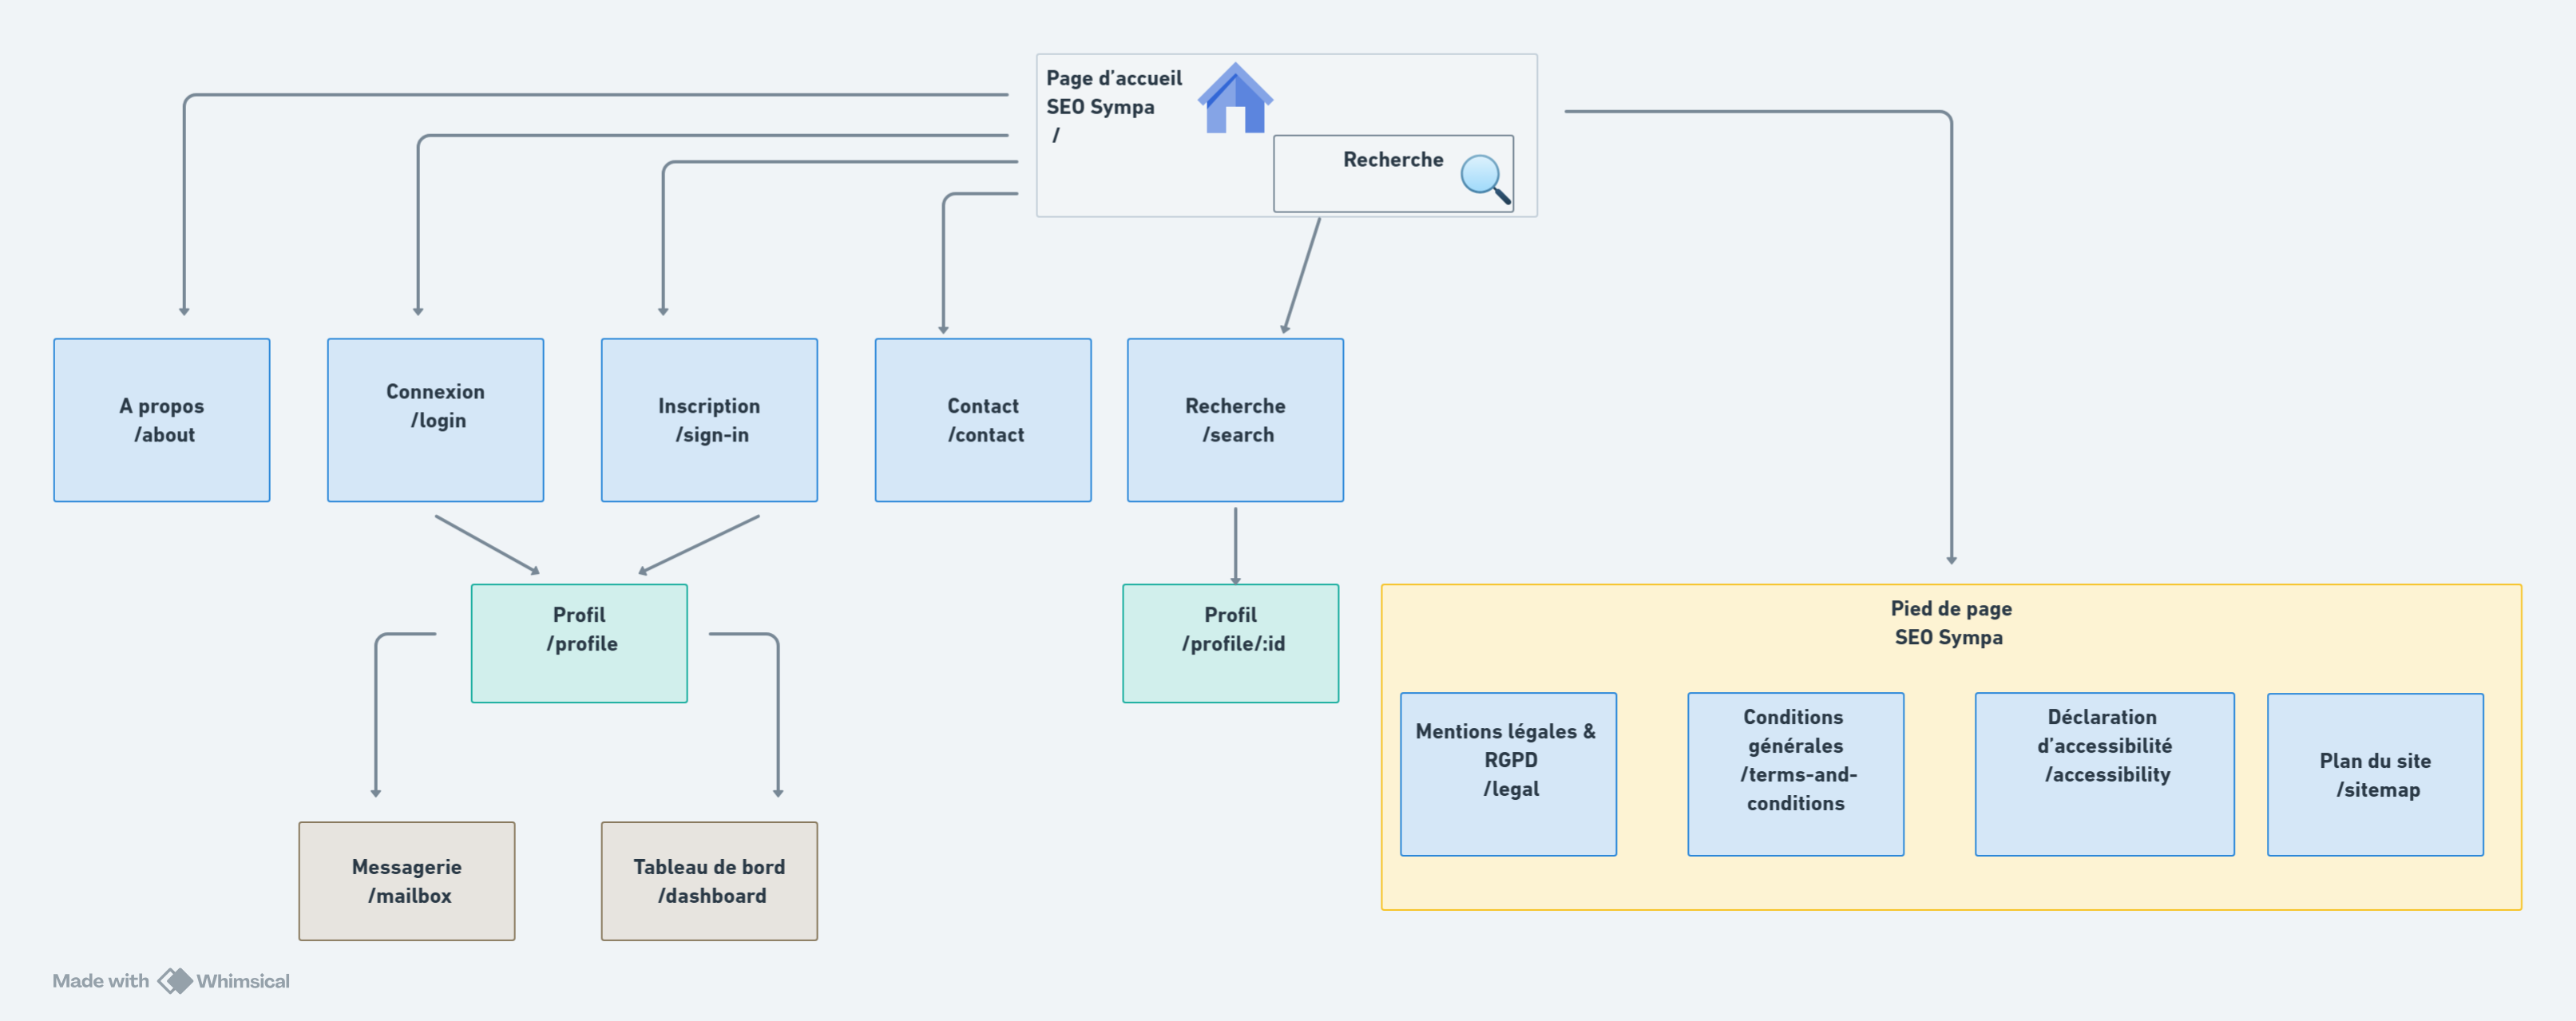 Page d’accueil
SEO Sympa
/
Recherche
A propos
/about
Connexion
/login
Inscription
/sign-in
Contact
/contact
Recherche
/search
Profil
/profile
Profil
/profile/:id
Pied de page
SEO Sympa
Mentions légales &
RGPD
/legal
Conditions
générales
/terms-and-
conditions
Déclaration
d’accessibilité
/accessibility
Plan du site
/sitemap
Messagerie
/mailbox
Tableau de bord
/dashboard
Made with Whimsical